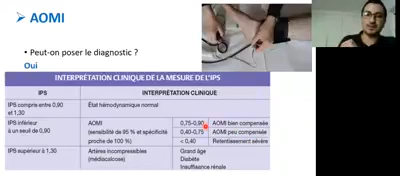 ➢ AOMI
• Peut-on poser le diagnostic ?
Oui
INTERPRÉTATION CLINIQUE DE LA MESURE DE L'IPS
IPS INTERPRÉTATION CLINIQUE
IPS compris entre 0,90 et 1,30 État hémodynamique normal
IPS inférieur à un seuil de 0,90 AOMI (sensibilité de 95 % et spécificité proche de 100 %)
0,75-0,90 AOMI bien compensée
0,40-0,75 AOMI peu compensée
< 0,40 Retentissement sévère
IPS supérieur à 1,30 Artères incompressibles (médiacalcose)
Grand âge
Diabète
Insuffisance rénale